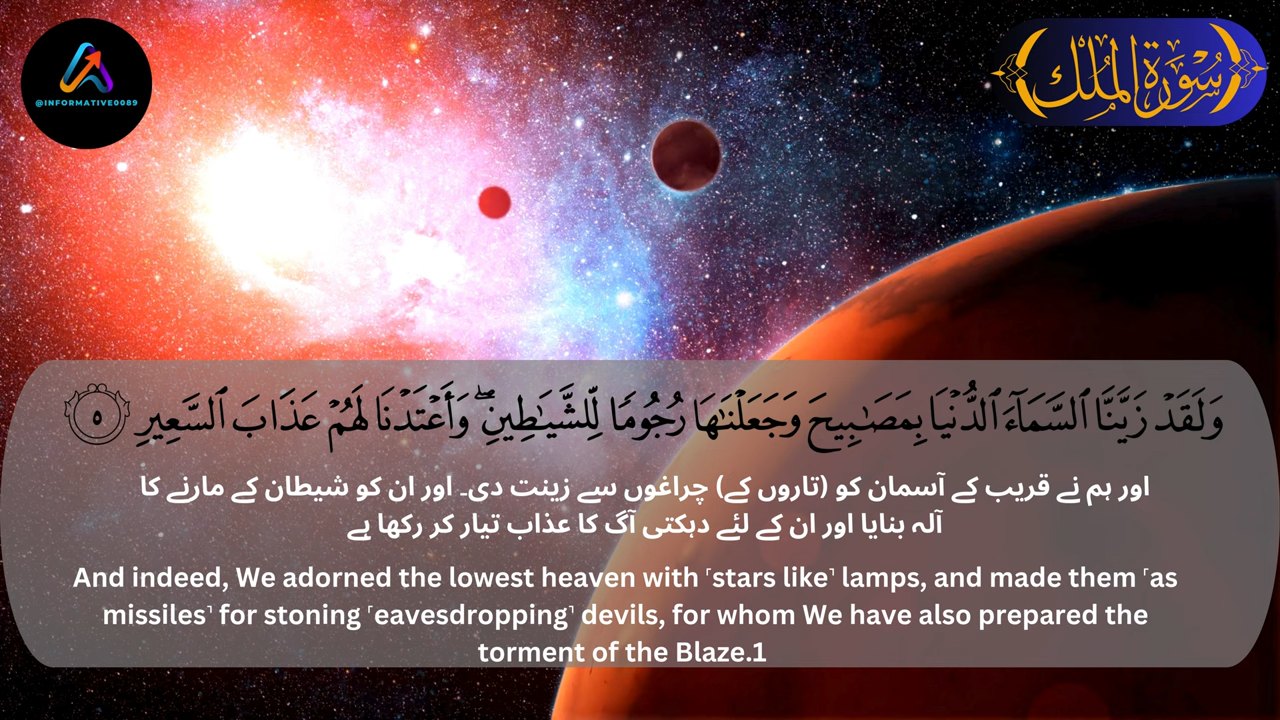 @INFORMATIVE0089
سُورَةُ الْمُلْك
وَلَقَدْ زَيَّنَّا ٱلسَّمَآءَ ٱلدُّنْيَا بِمَصَـٰبِيحَ وَجَعَلْنَـٰهَا رُجُومًا لِّلشَّيَـٰطِينِ ۖ وَأَعْتَدْنَا لَهُمْ عَذَابَ ٱلسَّعِيرِ ٥
اور ہم نے قریب کے آسمان کو (تاروں کے) چراغوں سے زینت دی۔ اور ان کو شیطان کے مارنے کا
آلہ بنایا اور ان کے لئے دہکتی آگ کا عذاب تیار کر رکھا ہے
And indeed, We adorned the lowest heaven with ˹stars like˺ lamps, and made them ˹as
missiles˺ for stoning ˹eavesdropping˺ devils, for whom We have also prepared the
torment of the Blaze.1